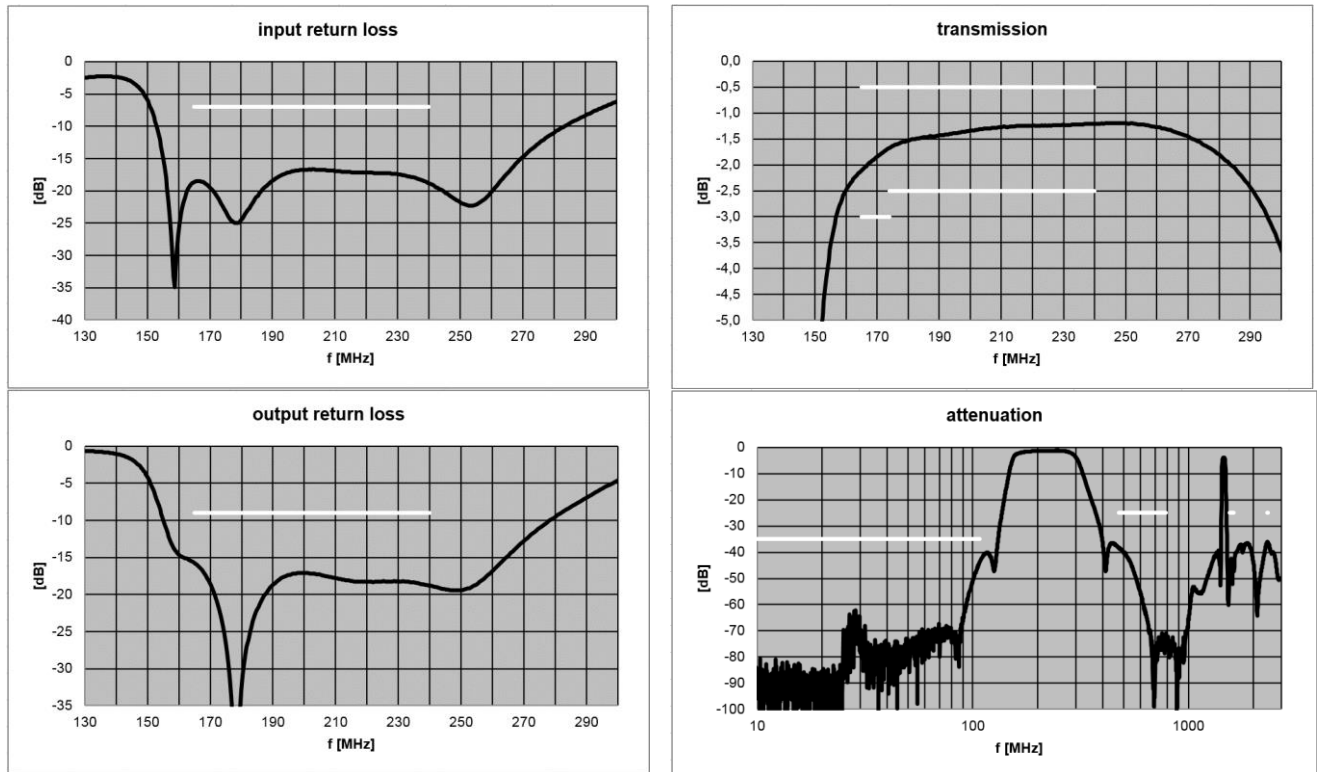 input return loss
0
-5
-10
-15
-20
-25
-30
-35
-40
[dB]
130 150 170 190 210 230 250 270 290
f [MHz]
transmission
0,0
-0,5
-1,0
-1,5
-2,0
-2,5
-3,0
-3,5
-4,0
-4,5
-5,0
[dB]
130 150 170 190 210 230 250 270 290
f [MHz]
output return loss
0
-5
-10
-15
-20
-25
-30
-35
[dB]
130 150 170 190 210 230 250 270 290
f [MHz]
attenuation
0
-10
-20
-30
-40
-50
-60
-70
-80
-90
-100
[dB]
10 100 1000
f [MHz]